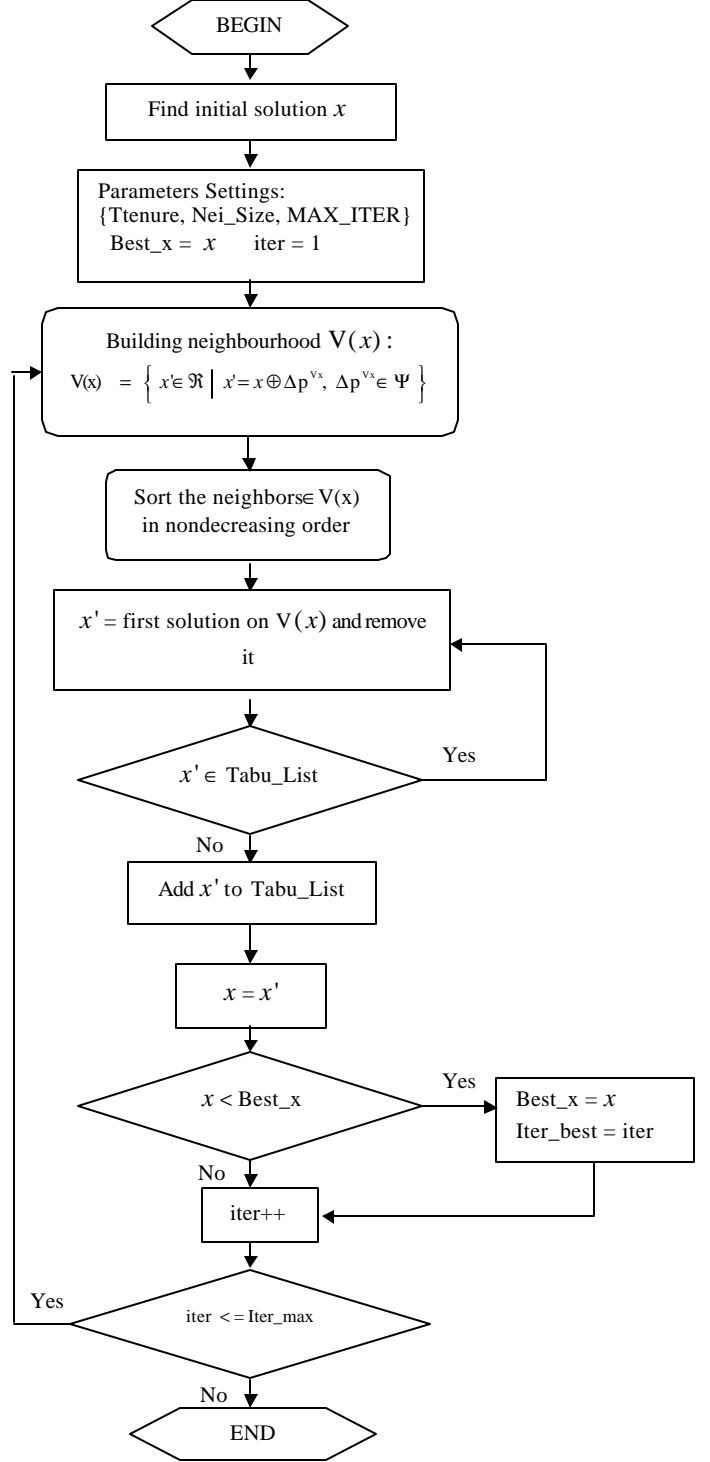 BEGIN
Find initial solution x
Parameters Settings:
{Ttenure, Nei_Size, MAX_ITER}
Best_x = x iter = 1
Building neighbourhood V(x) :
V(x) = { x'∈ ℜ | x' = x ⊕ Δp^Vx, Δp^Vx ∈ Ψ }
Sort the neighbors∈ V(x)
in nondecreasing order
x' = first solution on V(x) and remove
it
Yes
x' ∈ Tabu_List
No
Add x' to Tabu_List
x = x'
Yes
x < Best_x
Best_x = x
Iter_best = iter
No
iter++
Yes
iter <= Iter_max
No
END